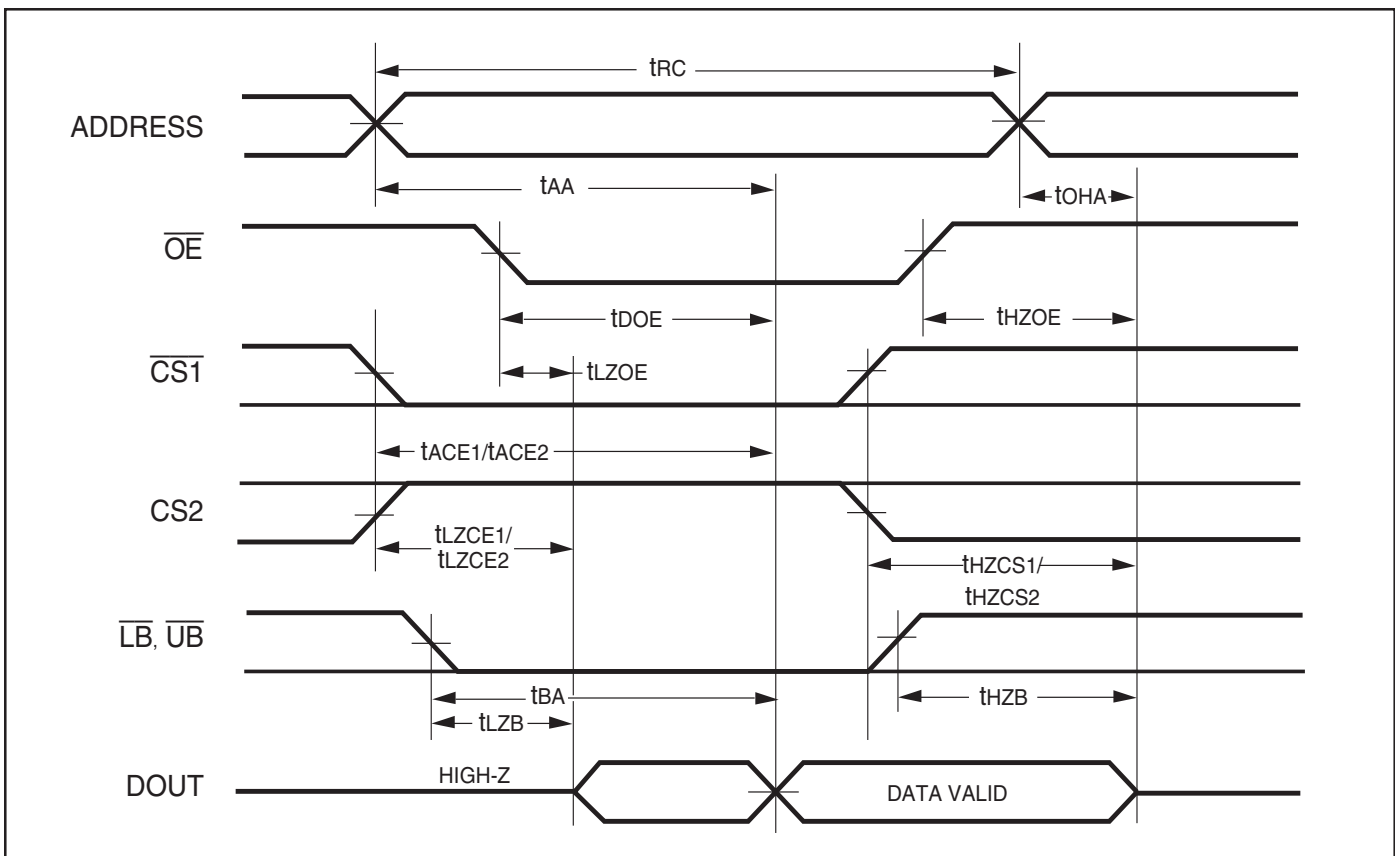 tRC
ADDRESS
tAA
tOHA
OE
tDOE
tHZOE
CS1
tLZOE
tACE1/tACE2
CS2
tLZCE1/
tLZCE2
tHZCS1/
tHZCS2
LB, UB
tBA
tHZB
tLZB
HIGH-Z
DOUT
DATA VALID